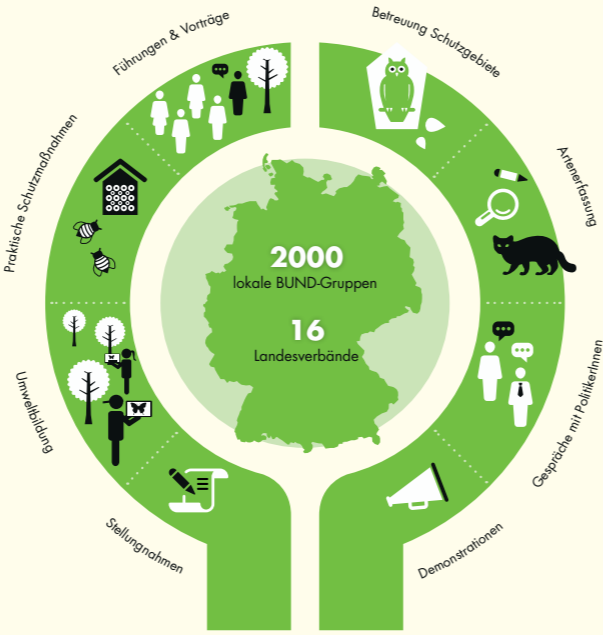 Führungen & Vorträge
Betreuung Schutzgebiete
Praktische Schutzmaßnahmen
Artenerfassung
2000
lokale BUND-Gruppen
16
Landesverbände
Umweltbildung
Gespräche mit PolitikerInnen
Stellungnahmen
Demonstrationen